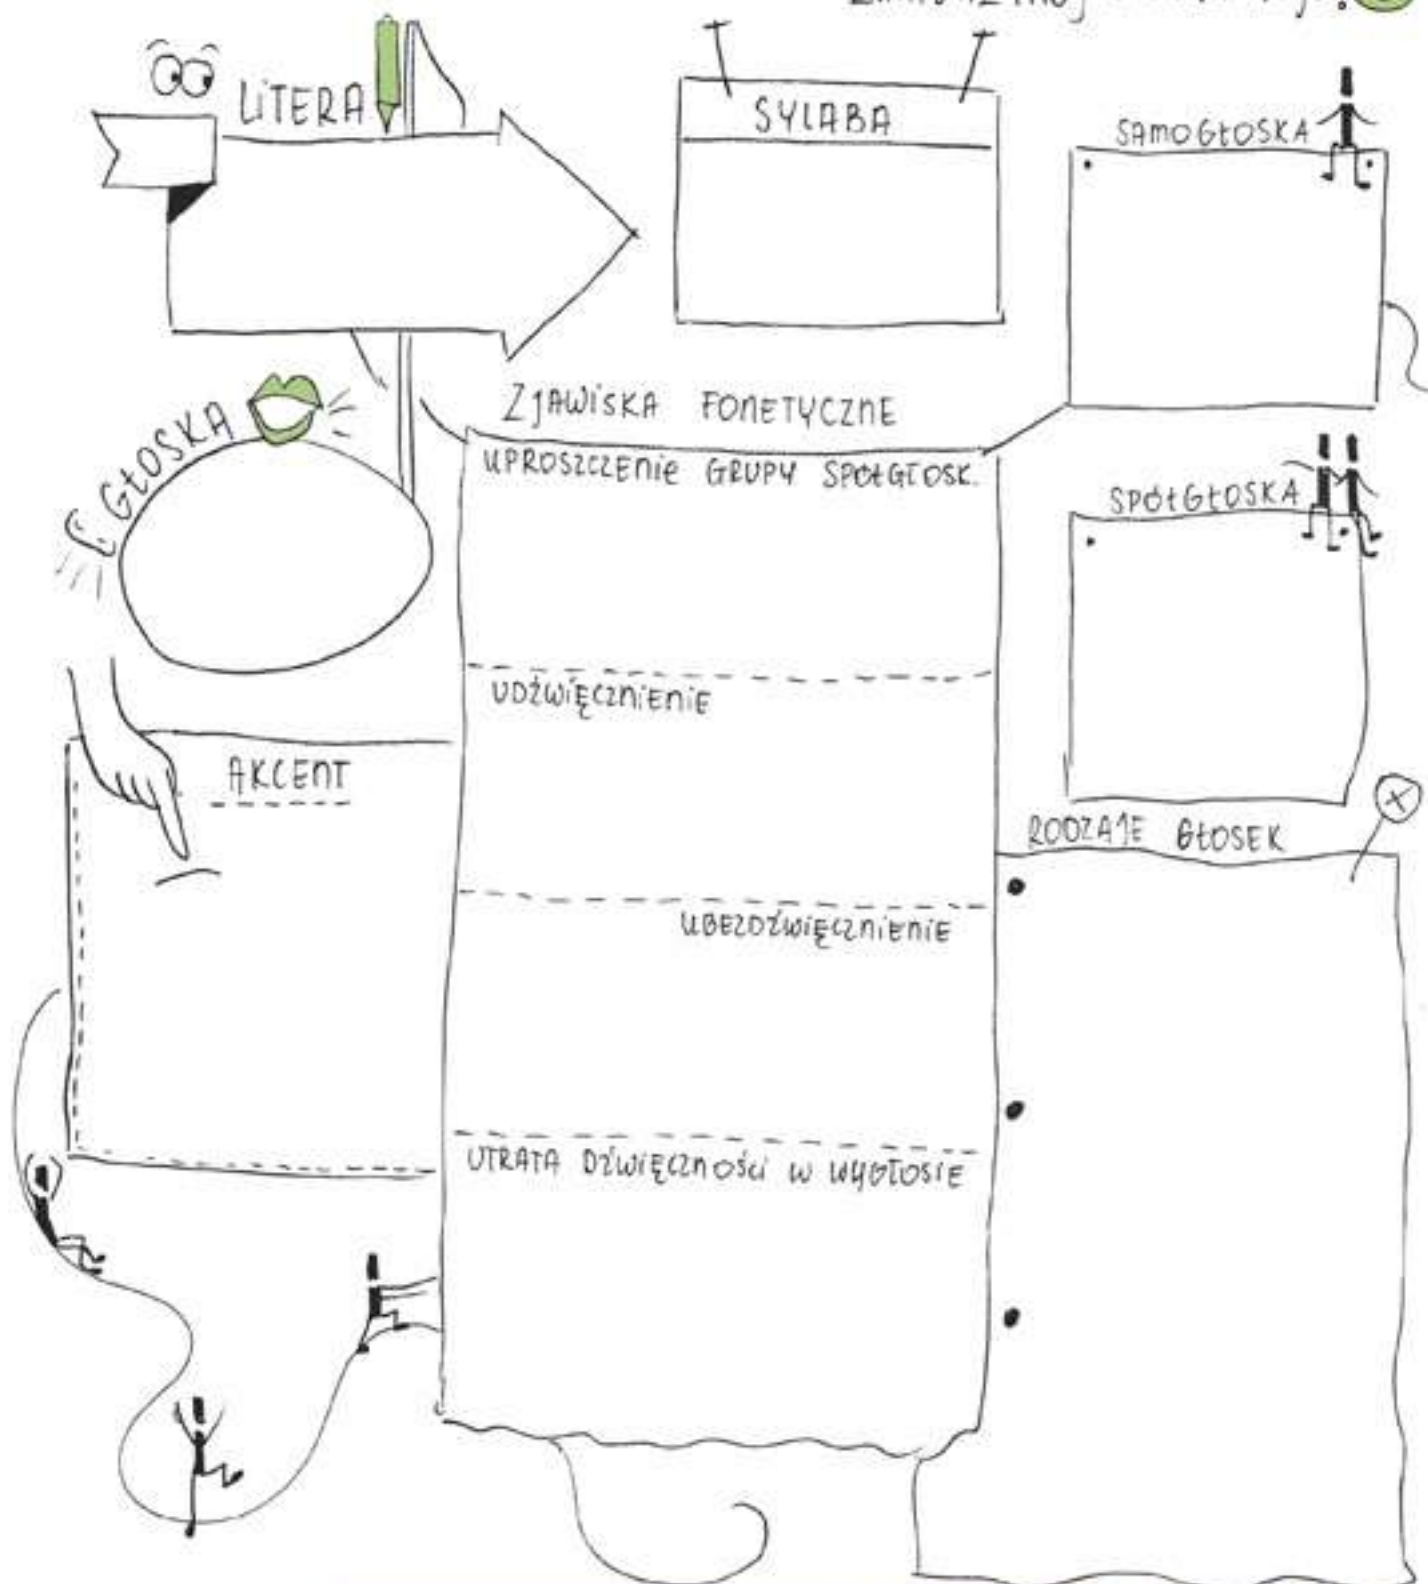 LiTERA
SYLABA
SAMOGŁOSKA
ZJAWiSKA FONETYCZNE
GŁOSKA
UPROSZCZENiE GRUPY SPÓŁGŁOSK.
SPÓŁGŁOSKA
UDŹWiĘCZNiENiE
AKCENT
RODZAJE GŁOSEK
UBEZDŹWiĘCZNiENiE
UTRATA DŹWiĘCZNOŚCi W WYGŁOSIE